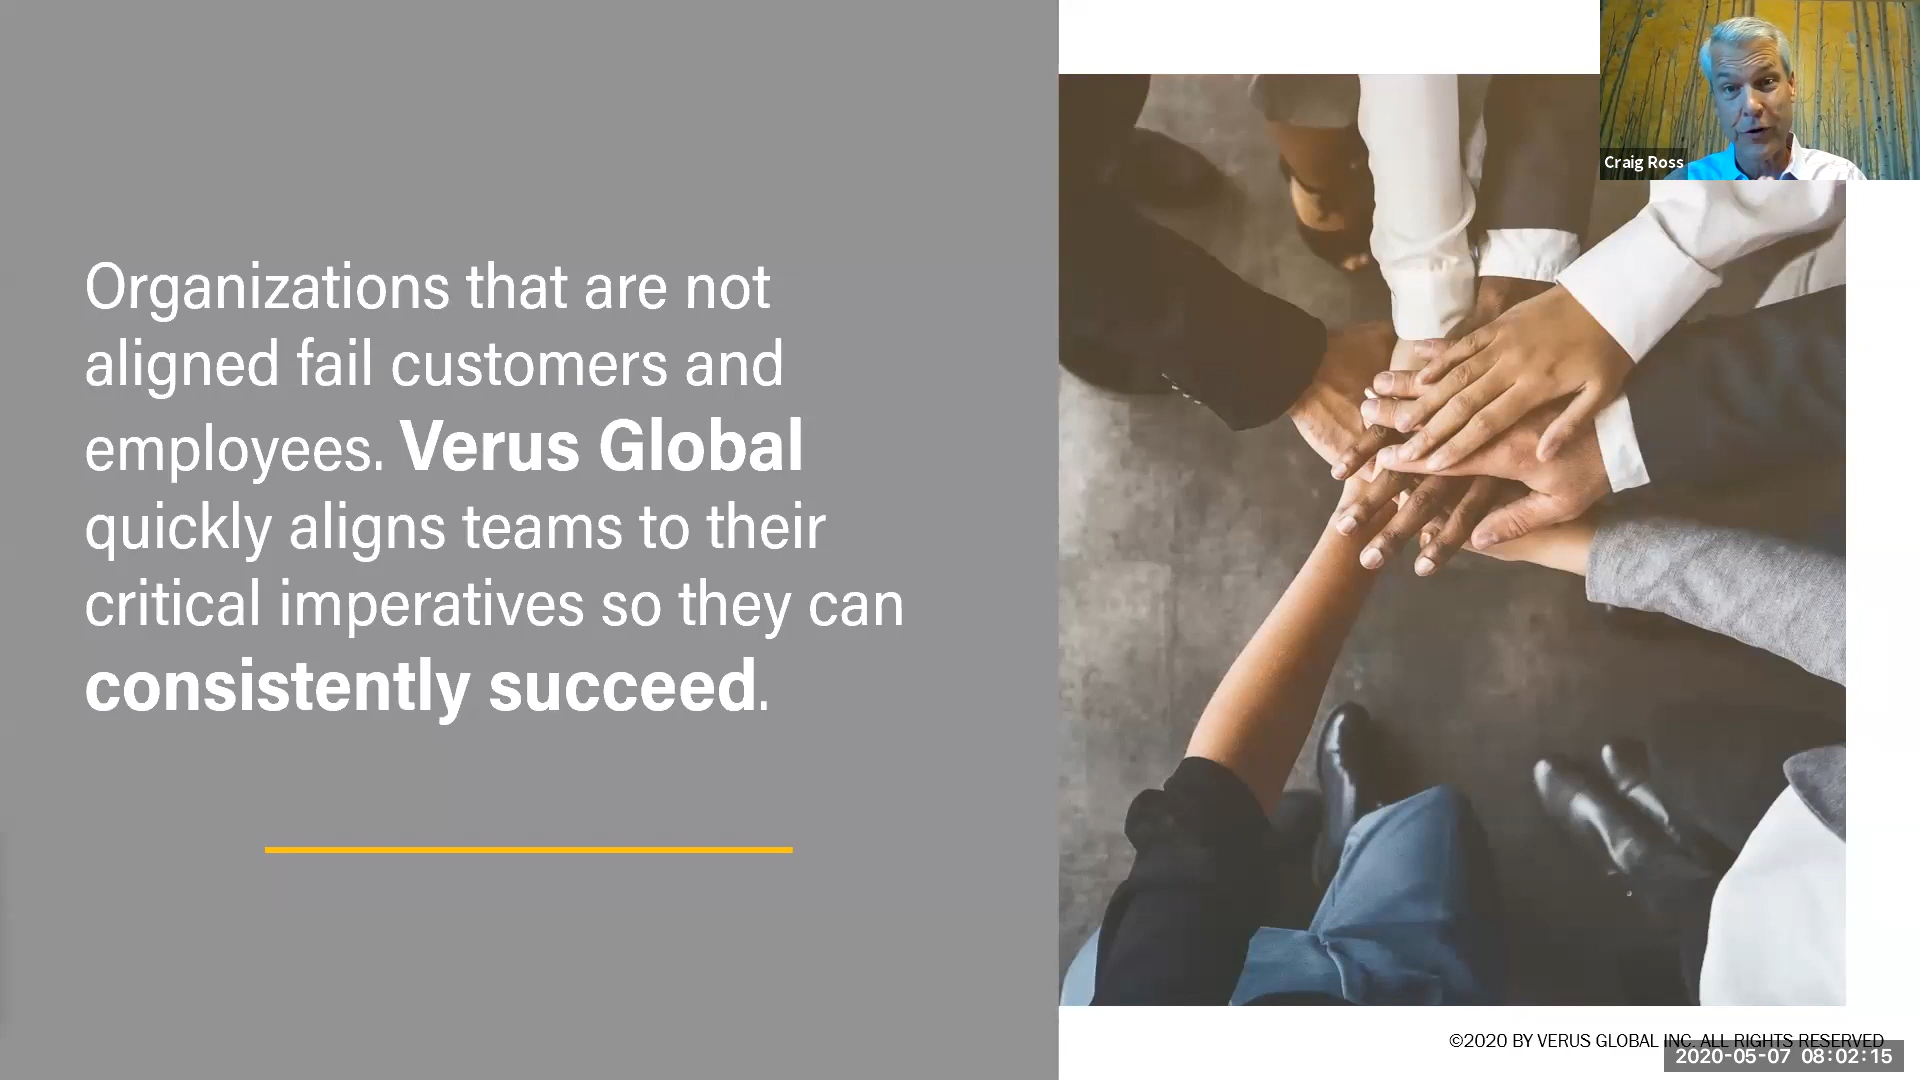 Organizations that are not
aligned fail customers and
employees. Verus Global
quickly aligns teams to their
critical imperatives so they can
consistently succeed.
Craig Ross
©2020 BY VERUS GLOBAL INC. ALL RIGHTS RESERVED
2020-05-07 08:02:15